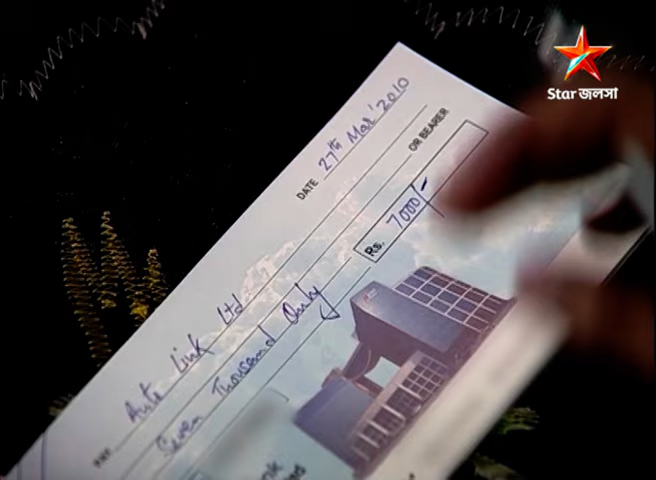 Star জলসা
DATE 27th Mar' 2010
OR BEARER
Rs. 7000/-
Auto Link Ltd
Seven Thousand Only